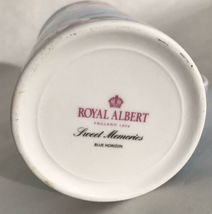 ROYAL ALBERT
ENGLAND 1904
Sweet Memories
BLUE HORIZON